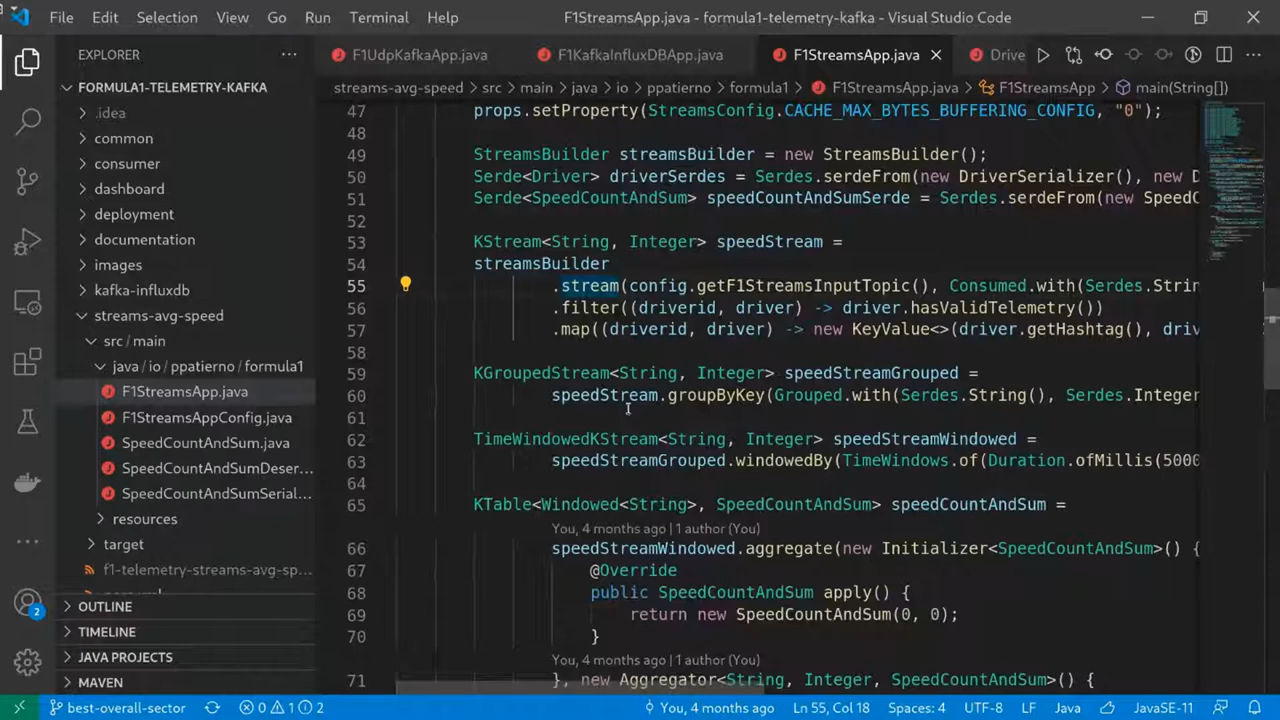 File Edit Selection View Go Run Terminal Help F1StreamsApp.java - formula1-telemetry-kafka - Visual Studio Code
EXPLORER
FORMULA1-TELEMETRY-KAFKA
.idea
common
consumer
dashboard
deployment
documentation
images
kafka-influxdb
streams-avg-speed
src / main
java / io / ppatierno / formula1
F1StreamsApp.java
F1StreamsAppConfig.java
SpeedCountAndSum.java
SpeedCountAndSumDeser...
SpeedCountAndSumSerial...
resources
target
f1-telemetry-streams-avg-sp...
OUTLINE
TIMELINE
JAVA PROJECTS
MAVEN
2
F1UdpKafkaApp.java F1KafkaInfluxDBApp.java F1StreamsApp.java Drive
streams-avg-speed > src > main > java > io > ppatierno > formula1 > F1StreamsApp.java > F1StreamsApp > main(String[])
47 props.setProperty(StreamsConfig.CACHE_MAX_BYTES_BUFFERING_CONFIG, "0");
48
49 StreamsBuilder streamsBuilder = new StreamsBuilder();
50 Serde<Driver> driverSerdes = Serdes.serdeFrom(new DriverSerializer(), new D
51 Serde<SpeedCountAndSum> speedCountAndSumSerde = Serdes.serdeFrom(new SpeedC
52
53 KStream<String, Integer> speedStream =
54 streamsBuilder
55 .stream(config.getF1StreamsInputTopic(), Consumed.with(Serdes.Strin
56 .filter((driverid, driver) -> driver.hasValidTelemetry())
57 .map((driverid, driver) -> new KeyValue<>(driver.getHashtag(), driv
58
59 KGroupedStream<String, Integer> speedStreamGrouped =
60 speedStream.groupByKey(Grouped.with(Serdes.String(), Serdes.Integer
61
62 TimeWindowedKStream<String, Integer> speedStreamWindowed =
63 speedStreamGrouped.windowedBy(TimeWindows.of(Duration.ofMillis(5000
64
65 KTable<Windowed<String>, SpeedCountAndSum> speedCountAndSum =
You, 4 months ago | 1 author (You)
66 speedStreamWindowed.aggregate(new Initializer<SpeedCountAndSum>() {
67 @Override
68 public SpeedCountAndSum apply() {
69 return new SpeedCountAndSum(0, 0);
70 }
You, 4 months ago | 1 author (You)
71 }, new Aggregator<String, Integer, SpeedCountAndSum>() {
best-overall-sector 0 1 2 You, 4 months ago Ln 55, Col 18 Spaces: 4 UTF-8 LF Java JavaSE-11